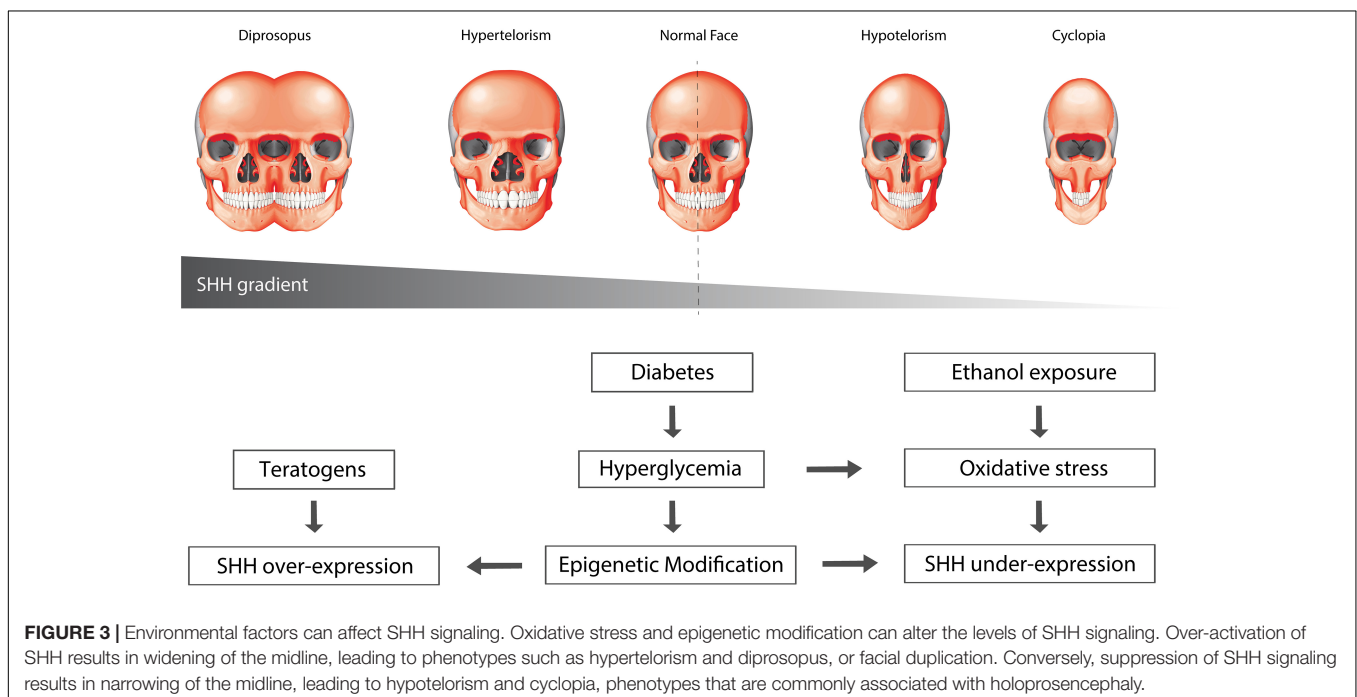 Diprosopus
Hypertelorism
Normal Face
Hypotelorism
Cyclopia
SHH gradient
Diabetes
Ethanol exposure
Teratogens
Hyperglycemia
Oxidative stress
SHH over-expression
Epigenetic Modification
SHH under-expression
FIGURE 3 | Environmental factors can affect SHH signaling. Oxidative stress and epigenetic modification can alter the levels of SHH signaling. Over-activation of
SHH results in widening of the midline, leading to phenotypes such as hypertelorism and diprosopus, or facial duplication. Conversely, suppression of SHH signaling
results in narrowing of the midline, leading to hypotelorism and cyclopia, phenotypes that are commonly associated with holoprosencephaly.